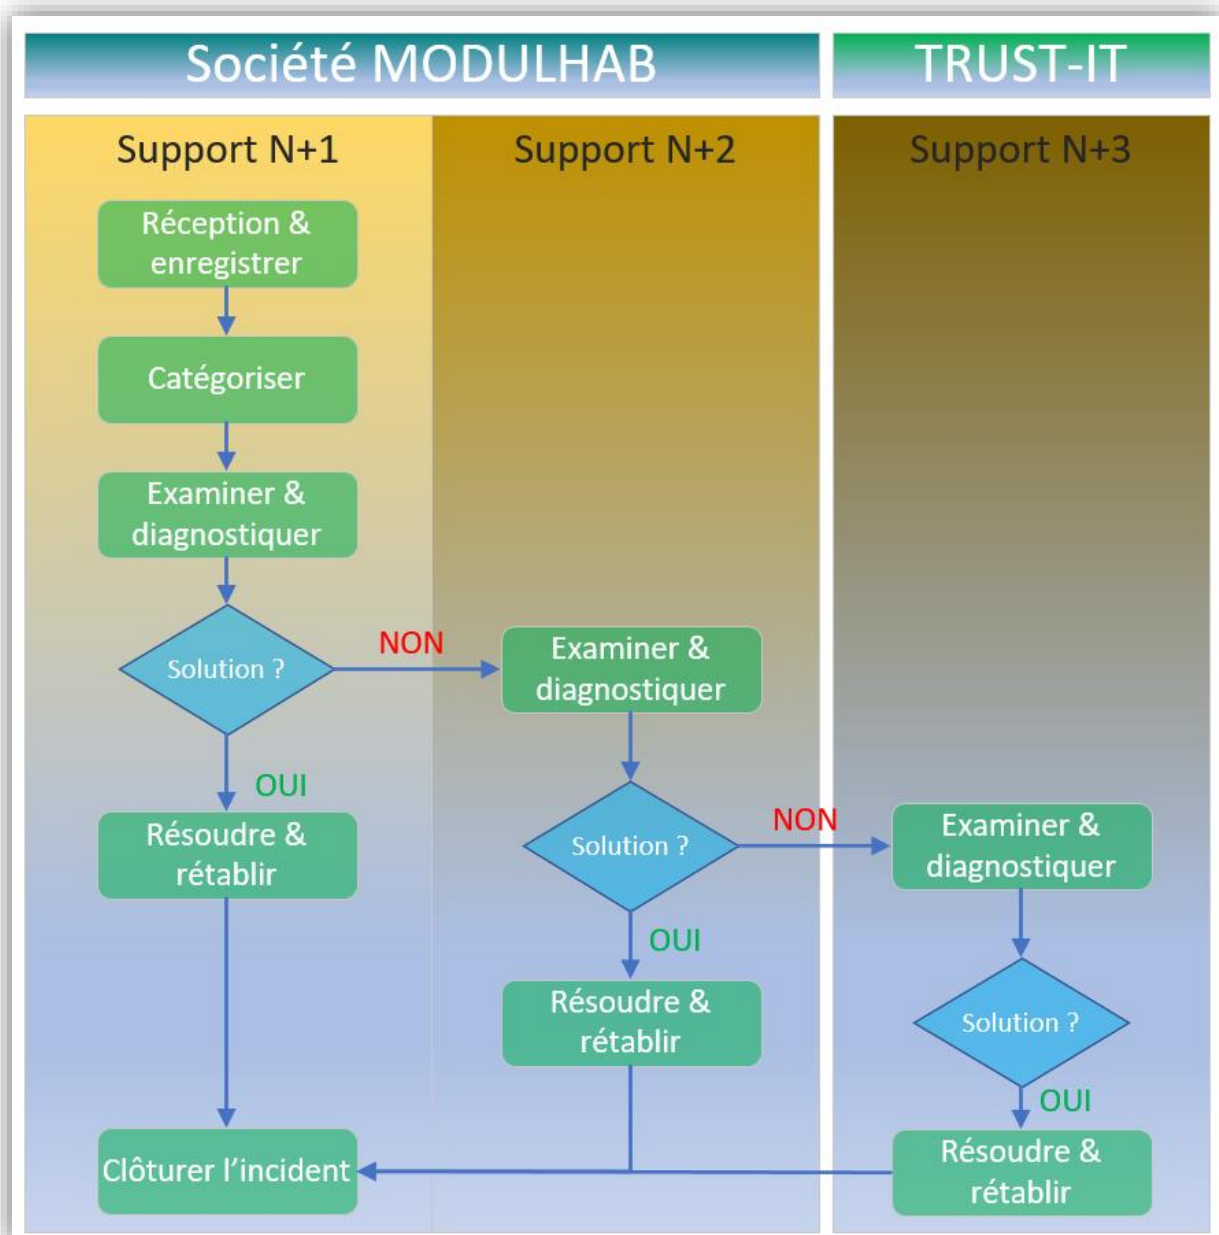 Société MODULHAB
TRUST-IT
Support N+1
Support N+2
Support N+3
Réception &
enregistrer
Catégoriser
Examiner &
diagnostiquer
Solution ?
NON
Examiner &
diagnostiquer
OUI
Résoudre &
rétablir
Solution ?
NON
Examiner &
diagnostiquer
OUI
Résoudre &
rétablir
Solution ?
OUI
Résoudre &
rétablir
Clôturer l’incident